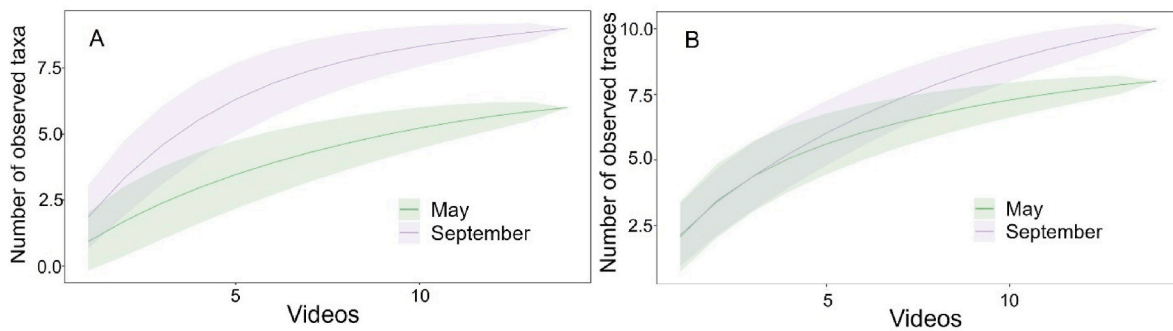 A
Number of observed taxa
7.5
5.0
2.5
0.0
May
September
5
10
Videos
B
Number of observed traces
10.0
7.5
5.0
2.5
May
September
5
10
Videos